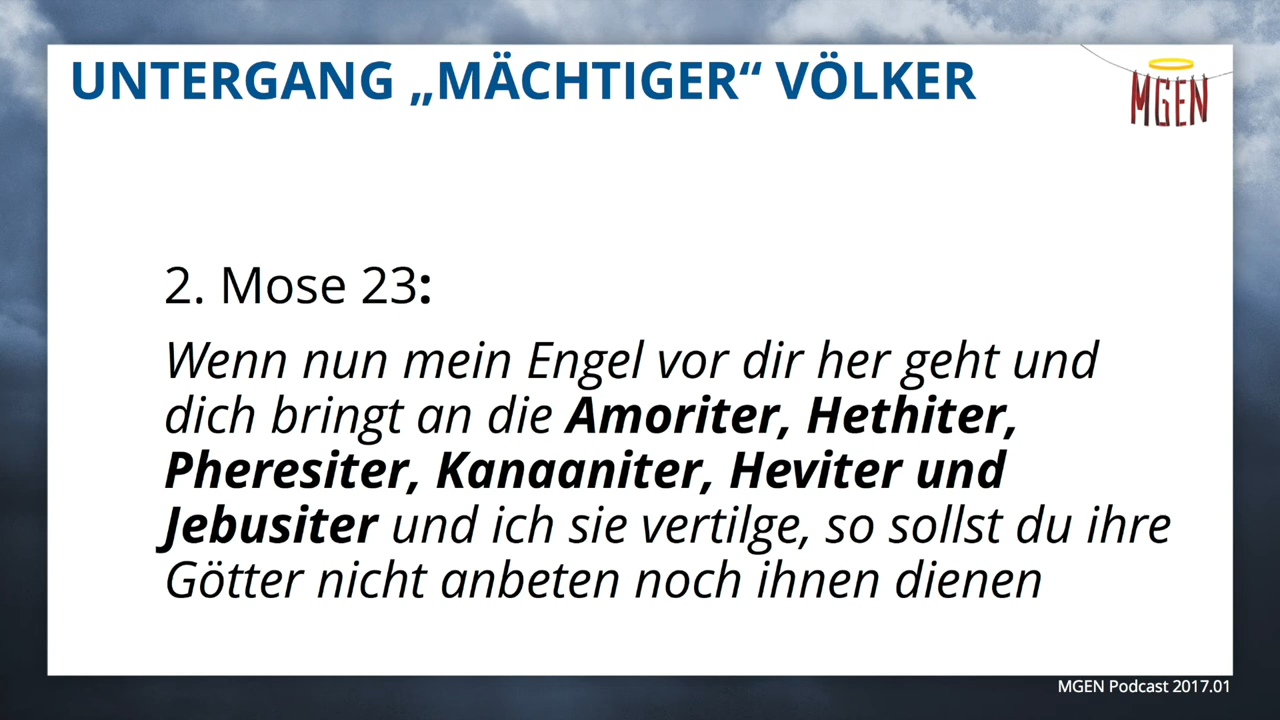 UNTERGANG „MÄCHTIGER“ VÖLKER
MGEN
2. Mose 23:
Wenn nun mein Engel vor dir her geht und
dich bringt an die Amoriter, Hethiter,
Pheresiter, Kanaaniter, Heviter und
Jebusiter und ich sie vertilge, so sollst du ihre
Götter nicht anbeten noch ihnen dienen
MGEN Podcast 2017.01